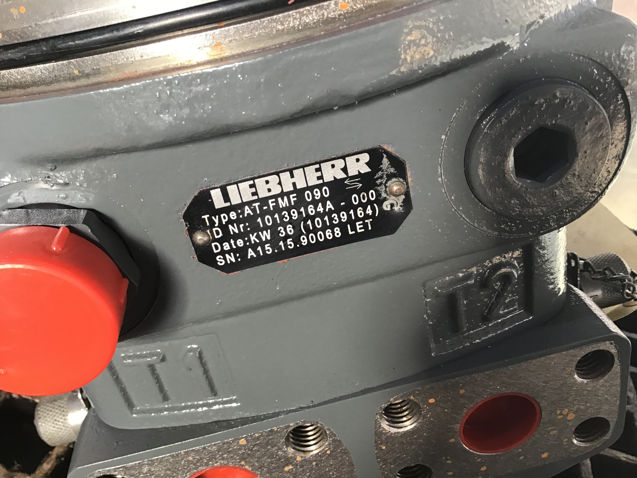 LIEBHERR
Type:AT-FMF 090
ID Nr: 10139164A - 000
Date:KW 36 (10139164)
SN: A15.15.90068 LET
T1
T2